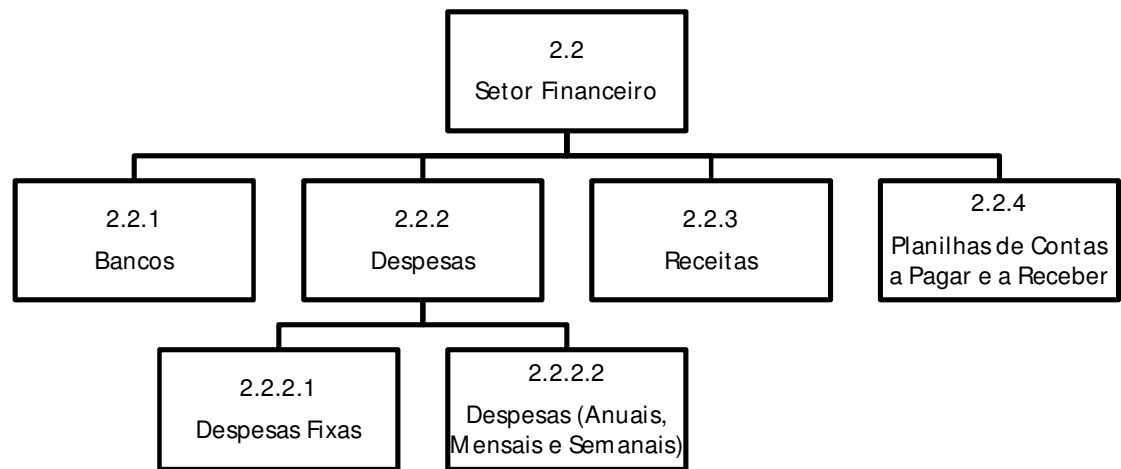 2.2
Setor Financeiro
2.2.1
Bancos
2.2.2
Despesas
2.2.3
Receitas
2.2.4
Planilhas de Contas
a Pagar e a Receber
2.2.2.1
Despesas Fixas
2.2.2.2
Despesas (Anuais,
Mensais e Semanais)